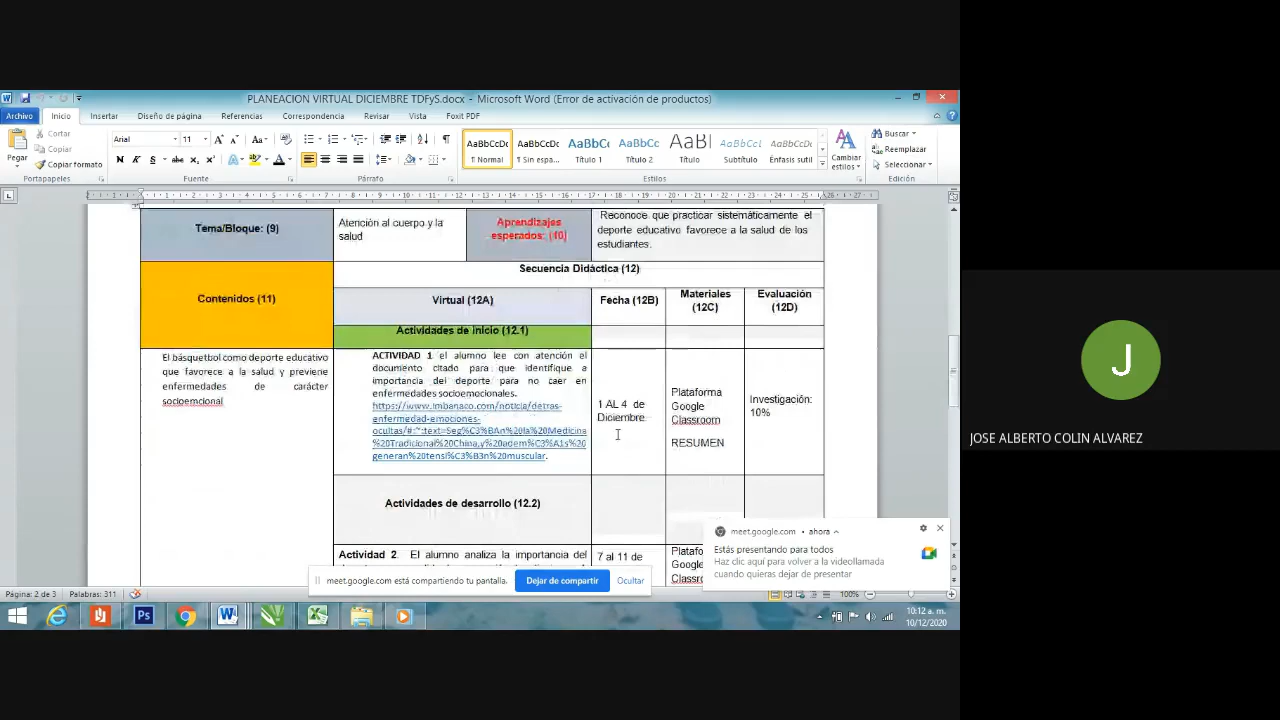 PLANEACION VIRTUAL DICIEMBRE TDFyS.docx - Microsoft Word (Error de activación de productos)
Archivo Inicio Insertar Diseño de página Referencias Correspondencia Revisar Vista Foxit PDF
Pegar
Cortar
Copiar
Copiar formato
Portapapeles
Arial 11
Fuente
Párrafo
AaBbCcDc AaBbCcDc AaBbC AaBbCc AaBl AaBbCc. AaBbCcDc
¶ Normal ¶ Sin espa... Título 1 Título 2 Título Subtítulo Énfasis sutil
Estilos
Cambiar estilos
Buscar
Reemplazar
Seleccionar
Edición
Tema/Bloque: (9)
Atención al cuerpo y la
salud
Aprendizajes
esperados: (10)
Reconoce que practicar sistemáticamente el
deporte educativo favorece a la salud de los
estudiantes.
Contenidos (11)
Secuencia Didáctica (12)
Virtual (12A)
Fecha (12B)
Materiales
(12C)
Evaluación
(12D)
Actividades de inicio (12.1)
El básquetbol como deporte educativo
que favorece a la salud y previene
enfermedades de carácter
socioemcional
ACTIVIDAD 1 el alumno lee con atención el
documento citado para que identifique a
importancia del deporte para no caer en
enfermedades socioemocionales.
https://www.imbanaco.com/noticia/detras-
enfermedad-emociones-
ocultas/#:~:text=Seg%C3%BAn%20la%20Medicina
%20Tradicional%20China,y%20adem%C3%A1s%20
generan%20tensi%C3%B3n%20muscular.
1 AL 4 de
Diciembre.
Plataforma
Google
Classroom
RESUMEN
Investigación:
10%
Actividades de desarrollo (12.2)
Actividad 2. El alumno analiza la importancia del
7 al 11 de
Google
meet.google.com • ahora
Estás presentando para todos
Haz clic aquí para volver a la videollamada
cuando quieras dejar de presentar
meet.google.com está compartiendo tu pantalla.
Dejar de compartir
Ocultar
Página: 2 de 3 Palabras: 311
100%
10:12 a. m.
10/12/2020
J
JOSE ALBERTO COLIN ALVAREZ